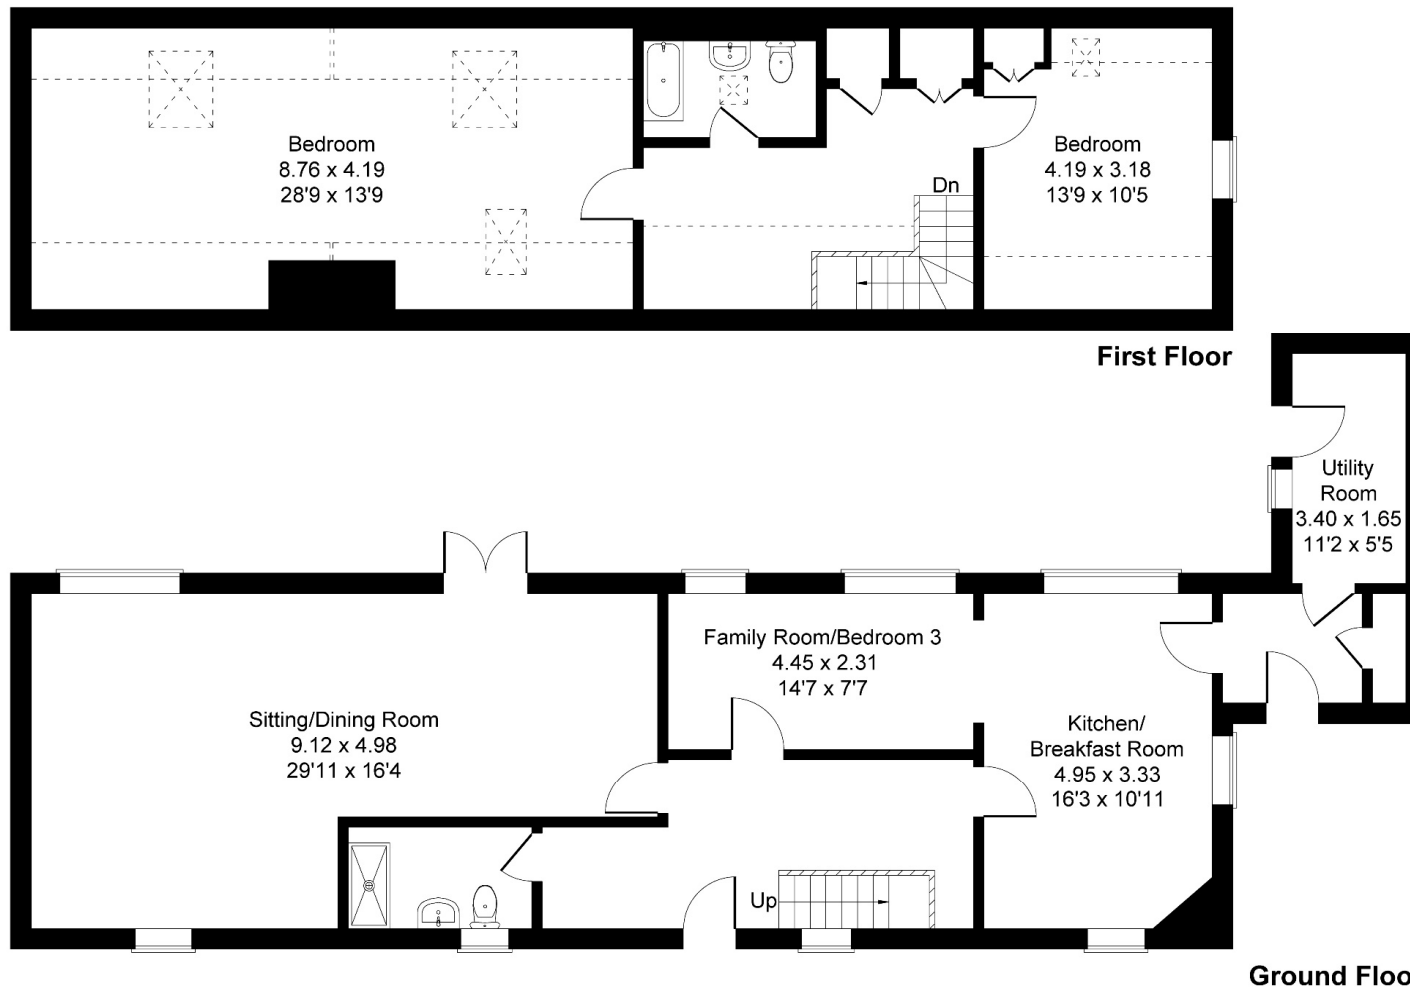 Bedroom
8.76 x 4.19
28'9 x 13'9
Dn
Bedroom
4.19 x 3.18
13'9 x 10'5
First Floor
Utility
Room
3.40 x 1.65
11'2 x 5'5
Family Room/Bedroom 3
4.45 x 2.31
14'7 x 7'7
Sitting/Dining Room
9.12 x 4.98
29'11 x 16'4
Kitchen/
Breakfast Room
4.95 x 3.33
16'3 x 10'11
Up
Ground Floo